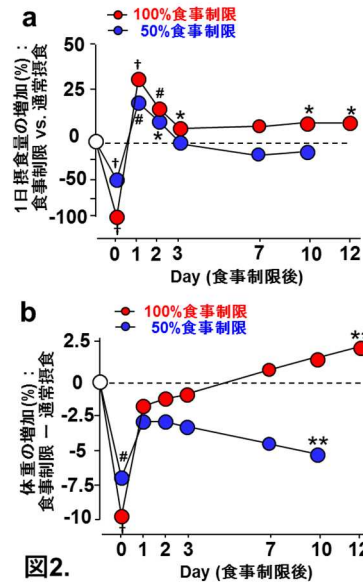 a
100%食事制限
50%食事制限
1日摂食量の増加(%) :
食事制限 vs. 通常摂食
50
25
0
-50
-100
†
†
†
#
#
*
*
*
*
0 1 2 3 7 10 12
Day (食事制限後)
b
100%食事制限
50%食事制限
体重の増加(%) :
食事制限 ー 通常摂食
2.5
0
-2.5
-5
-7.5
-10
#
†
**
**
0 1 2 3 7 10 12
Day (食事制限後)
図2.